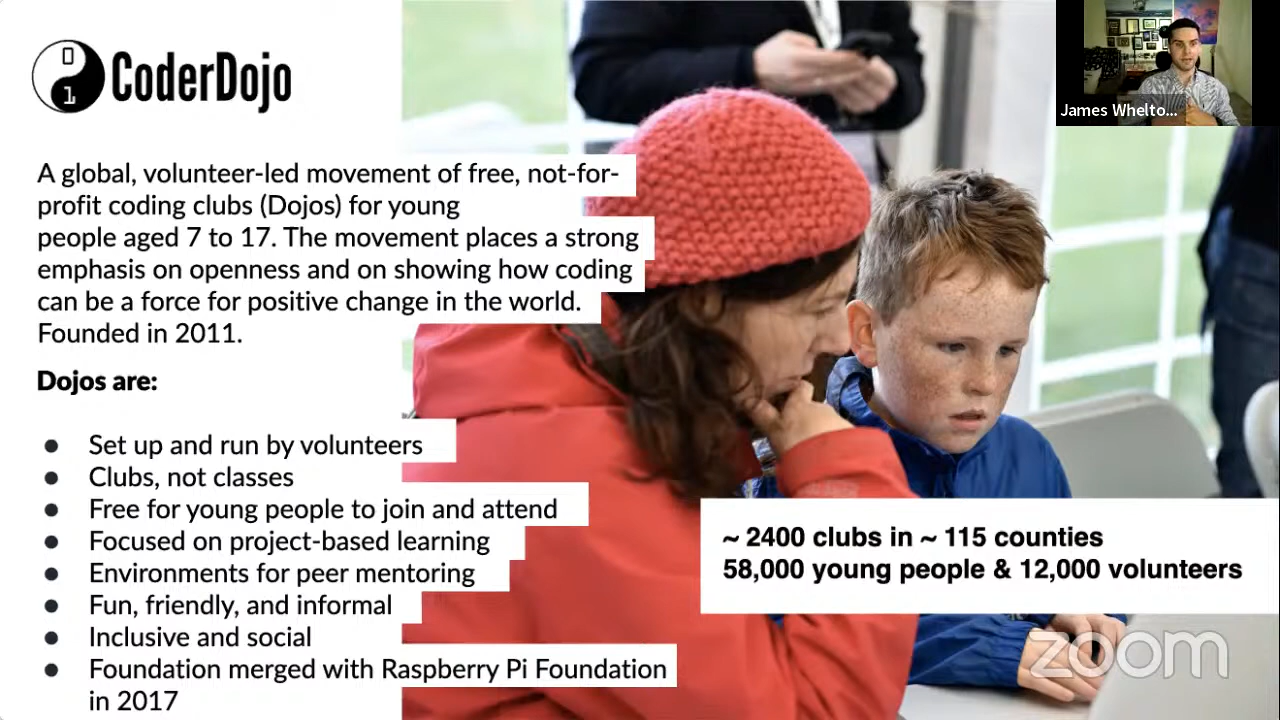 0
1
CoderDojo
James Whelto...
A global, volunteer-led movement of free, not-for-
profit coding clubs (Dojos) for young
people aged 7 to 17. The movement places a strong
emphasis on openness and on showing how coding
can be a force for positive change in the world.
Founded in 2011.
Dojos are:
● Set up and run by volunteers
● Clubs, not classes
● Free for young people to join and attend
● Focused on project-based learning
● Environments for peer mentoring
● Fun, friendly, and informal
● Inclusive and social
● Foundation merged with Raspberry Pi Foundation
in 2017
~ 2400 clubs in ~ 115 counties
58,000 young people & 12,000 volunteers
zoom